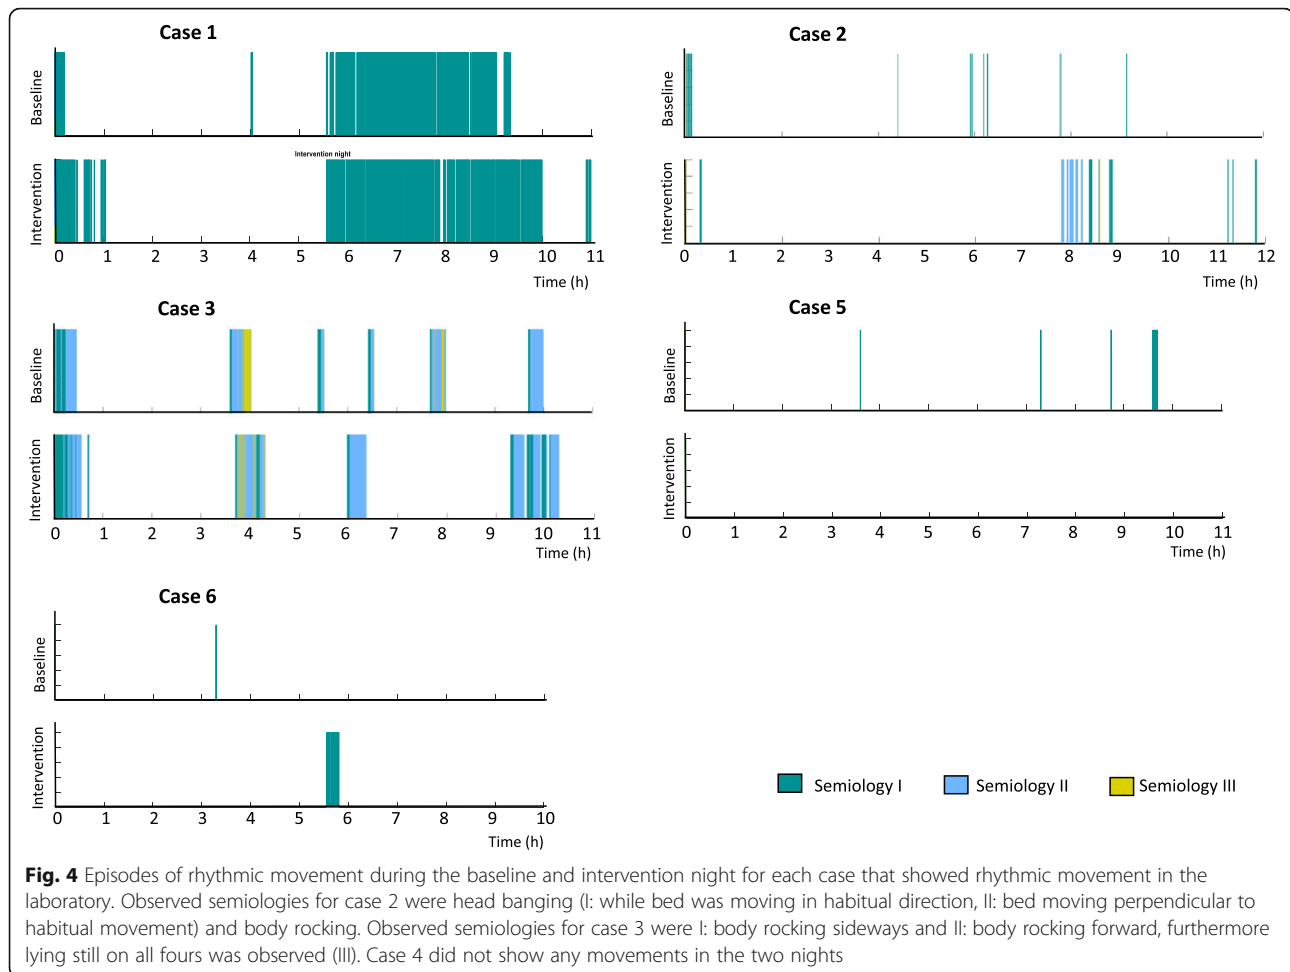 Case 1
Baseline
Intervention night
Intervention
0 1 2 3 4 5 6 7 8 9 10 11
Time (h)
Case 2
Baseline
Intervention
0 1 2 3 4 5 6 7 8 9 10 11 12
Time (h)
Case 3
Baseline
Intervention
0 1 2 3 4 5 6 7 8 9 10 11
Time (h)
Case 5
Baseline
Intervention
0 1 2 3 4 5 6 7 8 9 10 11
Time (h)
Case 6
Baseline
Intervention
0 1 2 3 4 5 6 7 8 9 10
Time (h)
Semiology I Semiology II Semiology III
Fig. 4 Episodes of rhythmic movement during the baseline and intervention night for each case that showed rhythmic movement in the
laboratory. Observed semiologies for case 2 were head banging (I: while bed was moving in habitual direction, II: bed moving perpendicular to
habitual movement) and body rocking. Observed semiologies for case 3 were I: body rocking sideways and II: body rocking forward, furthermore
lying still on all fours was observed (III). Case 4 did not show any movements in the two nights